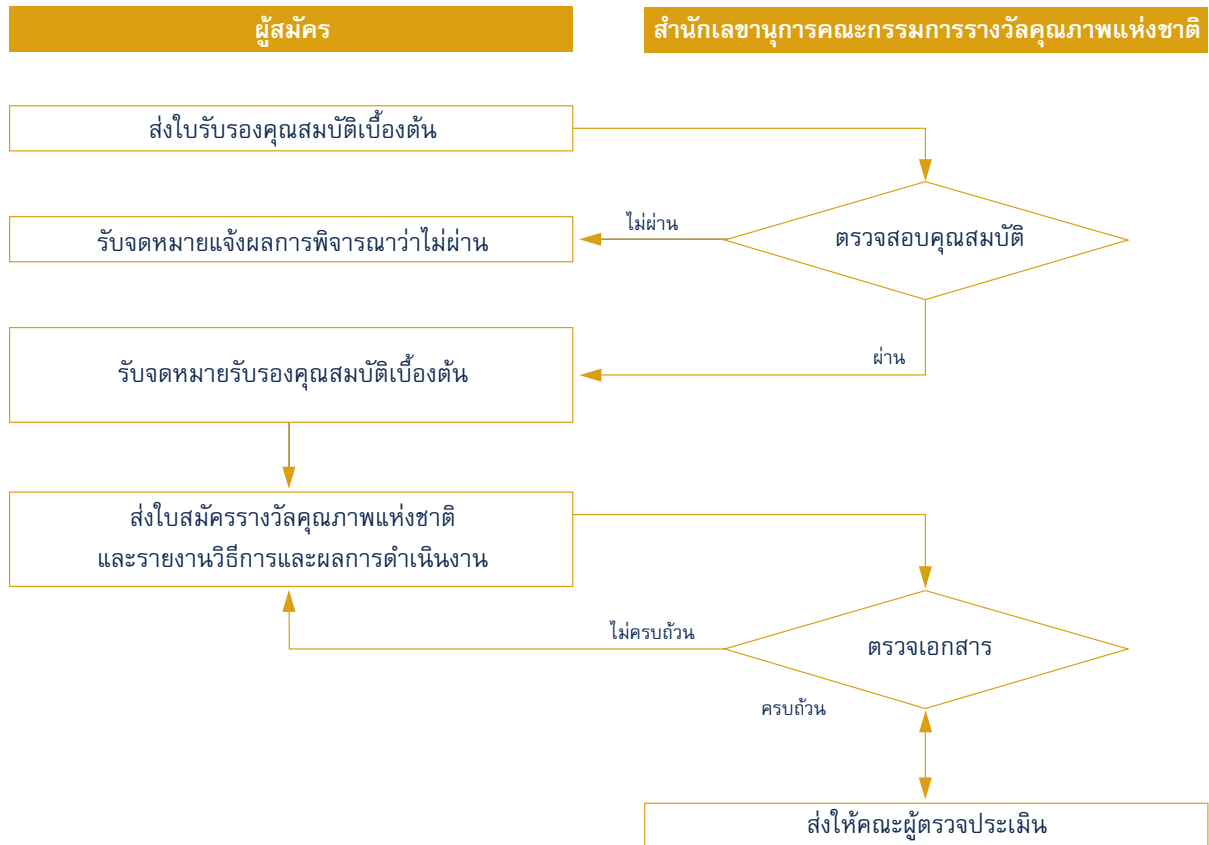 ผู้สมัคร
สำนักเลขานุการคณะกรรมการรางวัลคุณภาพแห่งชาติ
ส่งใบรับรองคุณสมบัติเบื้องต้น
ไม่ผ่าน
ตรวจสอบคุณสมบัติ
รับจดหมายแจ้งผลการพิจารณาว่าไม่ผ่าน
ผ่าน
รับจดหมายรับรองคุณสมบัติเบื้องต้น
ส่งใบสมัครรางวัลคุณภาพแห่งชาติ
และรายงานวิธีการและผลการดำเนินงาน
ไม่ครบถ้วน
ตรวจเอกสาร
ครบถ้วน
ส่งให้คณะผู้ตรวจประเมิน